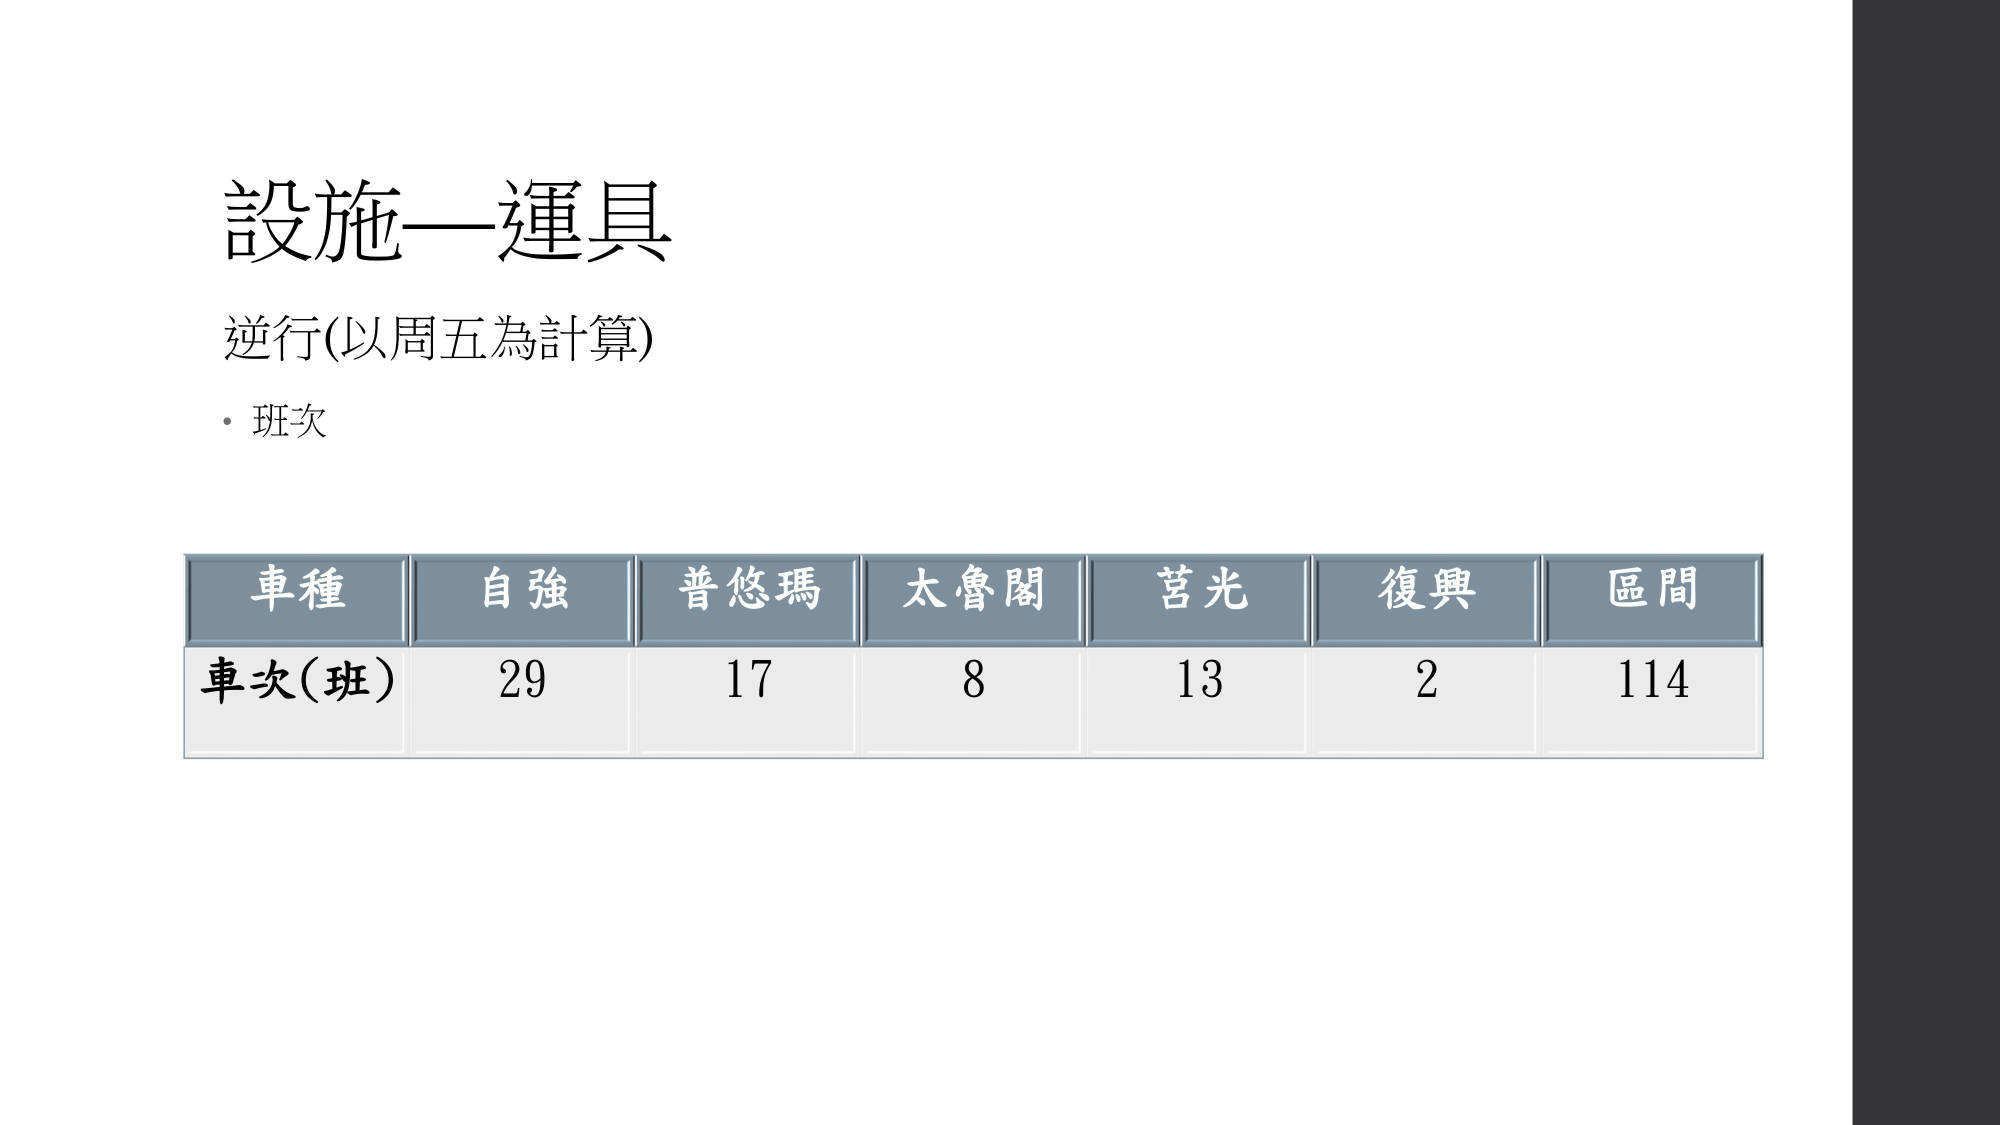 設施—運具
逆行(以周五為計算)
• 班次
車種 自強 普悠瑪 太魯閣 莒光 復興 區間
車次(班) 29 17 8 13 2 114